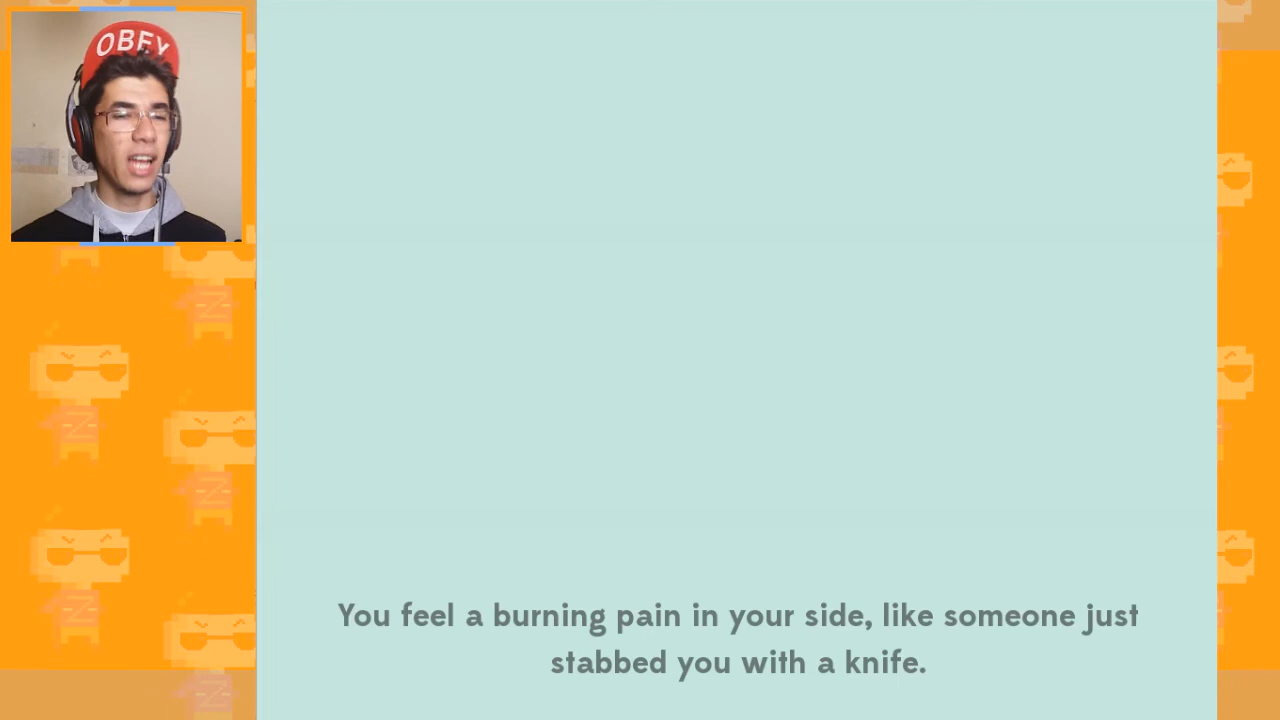 OBEY
You feel a burning pain in your side, like someone just
stabbed you with a knife.